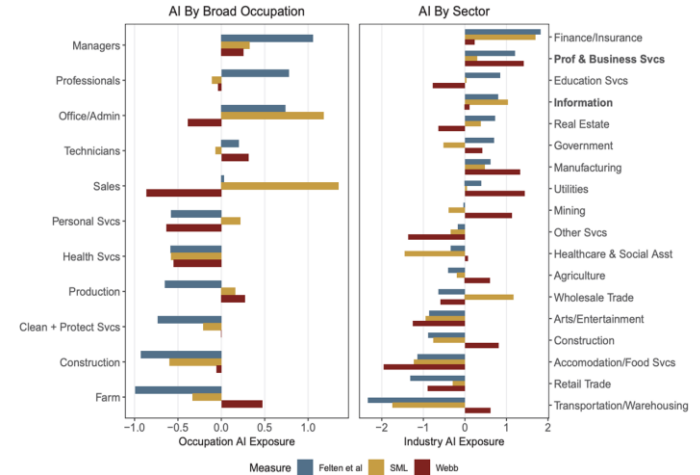 AI By Broad Occupation
Managers
Professionals
Office/Admin
Technicians
Sales
Personal Svcs
Health Svcs
Production
Clean + Protect Svcs
Construction
Farm
−1.0 −0.5 0.0 0.5 1.0
Occupation AI Exposure
AI By Sector
Finance/Insurance
Prof & Business Svcs
Education Svcs
Information
Real Estate
Government
Manufacturing
Utilities
Mining
Other Svcs
Healthcare & Social Asst
Agriculture
Wholesale Trade
Arts/Entertainment
Construction
Accomodation/Food Svcs
Retail Trade
Transportation/Warehousing
−2 −1 0 1 2
Industry AI Exposure
Measure Felten et al SML Webb